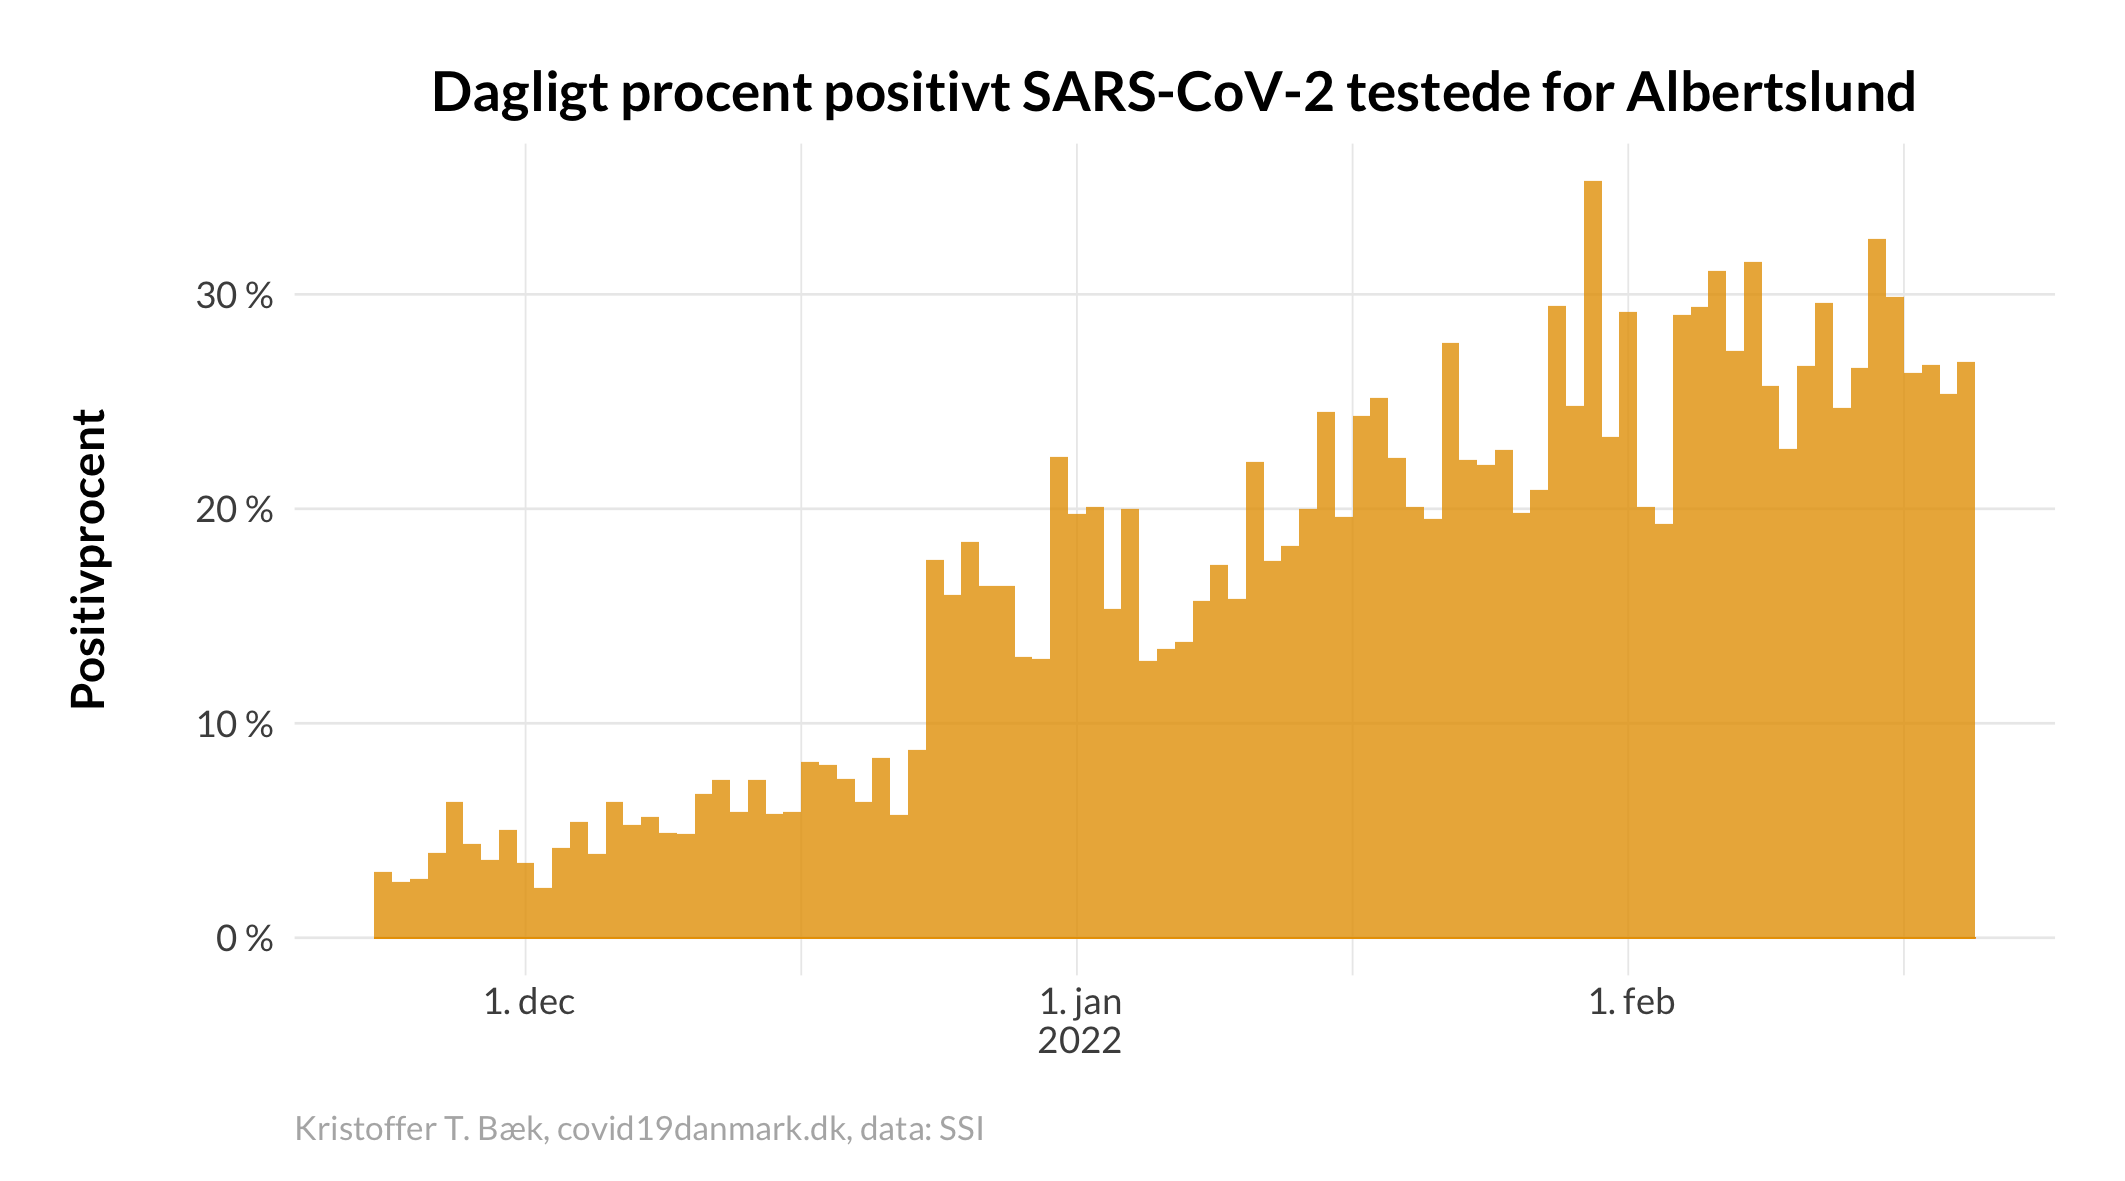 Dagligt procent positivt SARS-CoV-2 testede for Albertslund
Positivprocent
30 %
20 %
10 %
0 %
1. dec
1. jan
2022
1. feb
Kristoffer T. Bæk, covid19danmark.dk, data: SSI